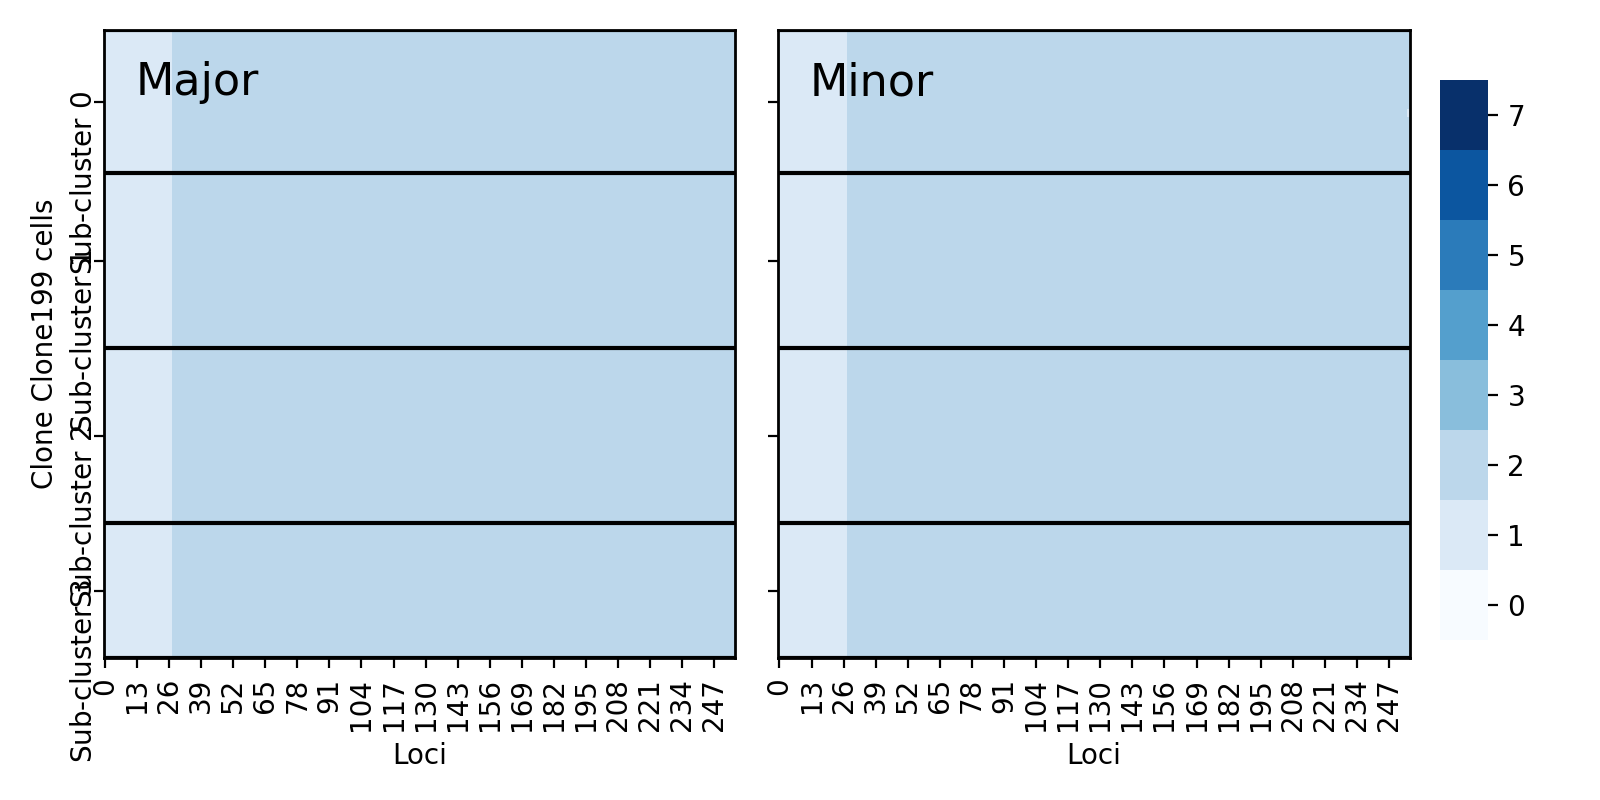 Major
Minor
Clone Clone199 cells
Sub-cluster 0
Sub-cluster 1
Sub-cluster 2
Sub-cluster 3
0 13 26 39 52 65 78 91 104 117 130 143 156 169 182 195 208 221 234 247
Loci
0 13 26 39 52 65 78 91 104 117 130 143 156 169 182 195 208 221 234 247
Loci
7
6
5
4
3
2
1
0